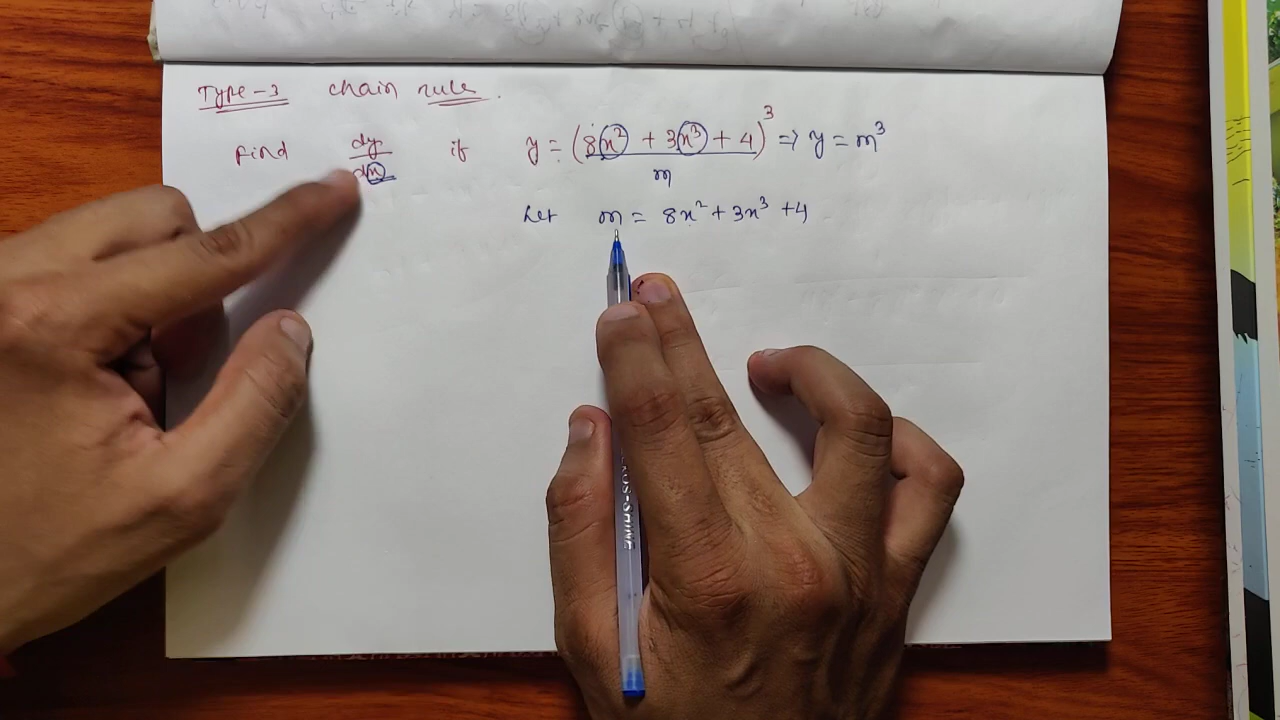 Type-3 chain rule.
Find dy/dx if y = (8x² + 3x³ + 4)³ ⇒ y = m³
m
Let m = 8x² + 3x³ + 4